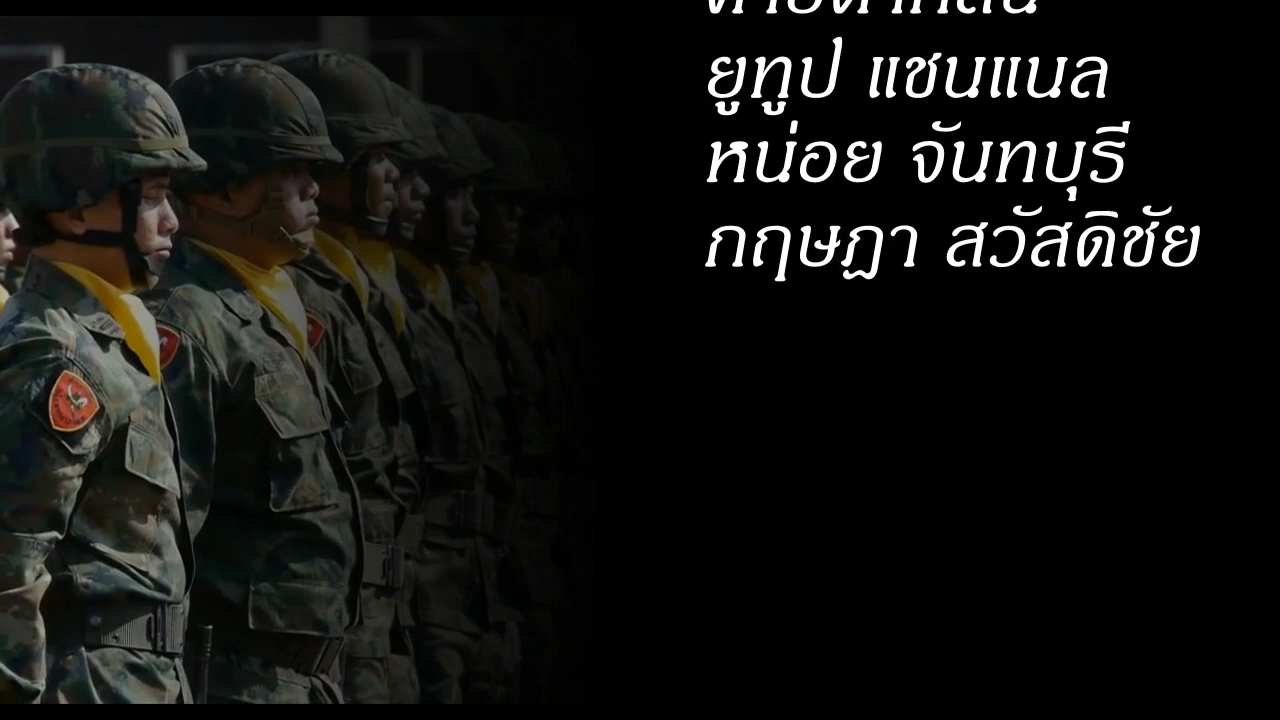 ยูทูป แชนแนล
หน่อย จันทบุรี
กฤษฏา สวัสดิชัย